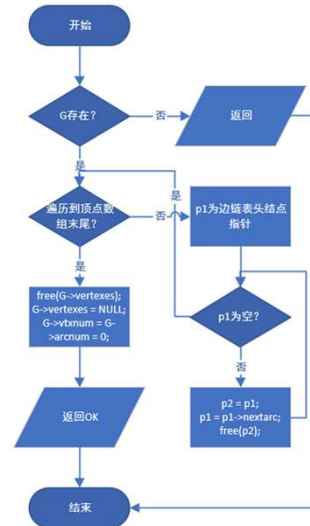 开始
G存在?
否
返回
是
是
遍历到顶点数
组末尾?
否
p1为边链表头结点
指针
是
free(G->vertexes);
G->vertexes = NULL;
G->vtxnum = G-
>arcnum = 0;
p1为空?
否
p2 = p1;
p1 = p1->nextarc;
free(p2);
返回OK
结束